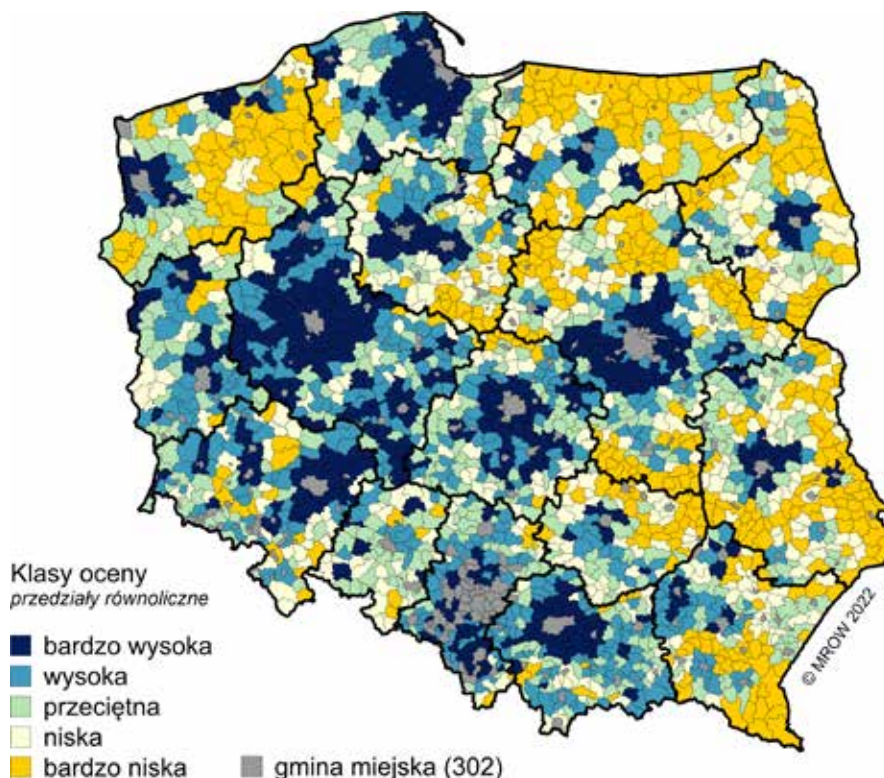 Klasy oceny
przedziały równoliczne
bardzo wysoka
wysoka
przeciętna
niska
bardzo niska
gmina miejska (302)
© MROW 2022